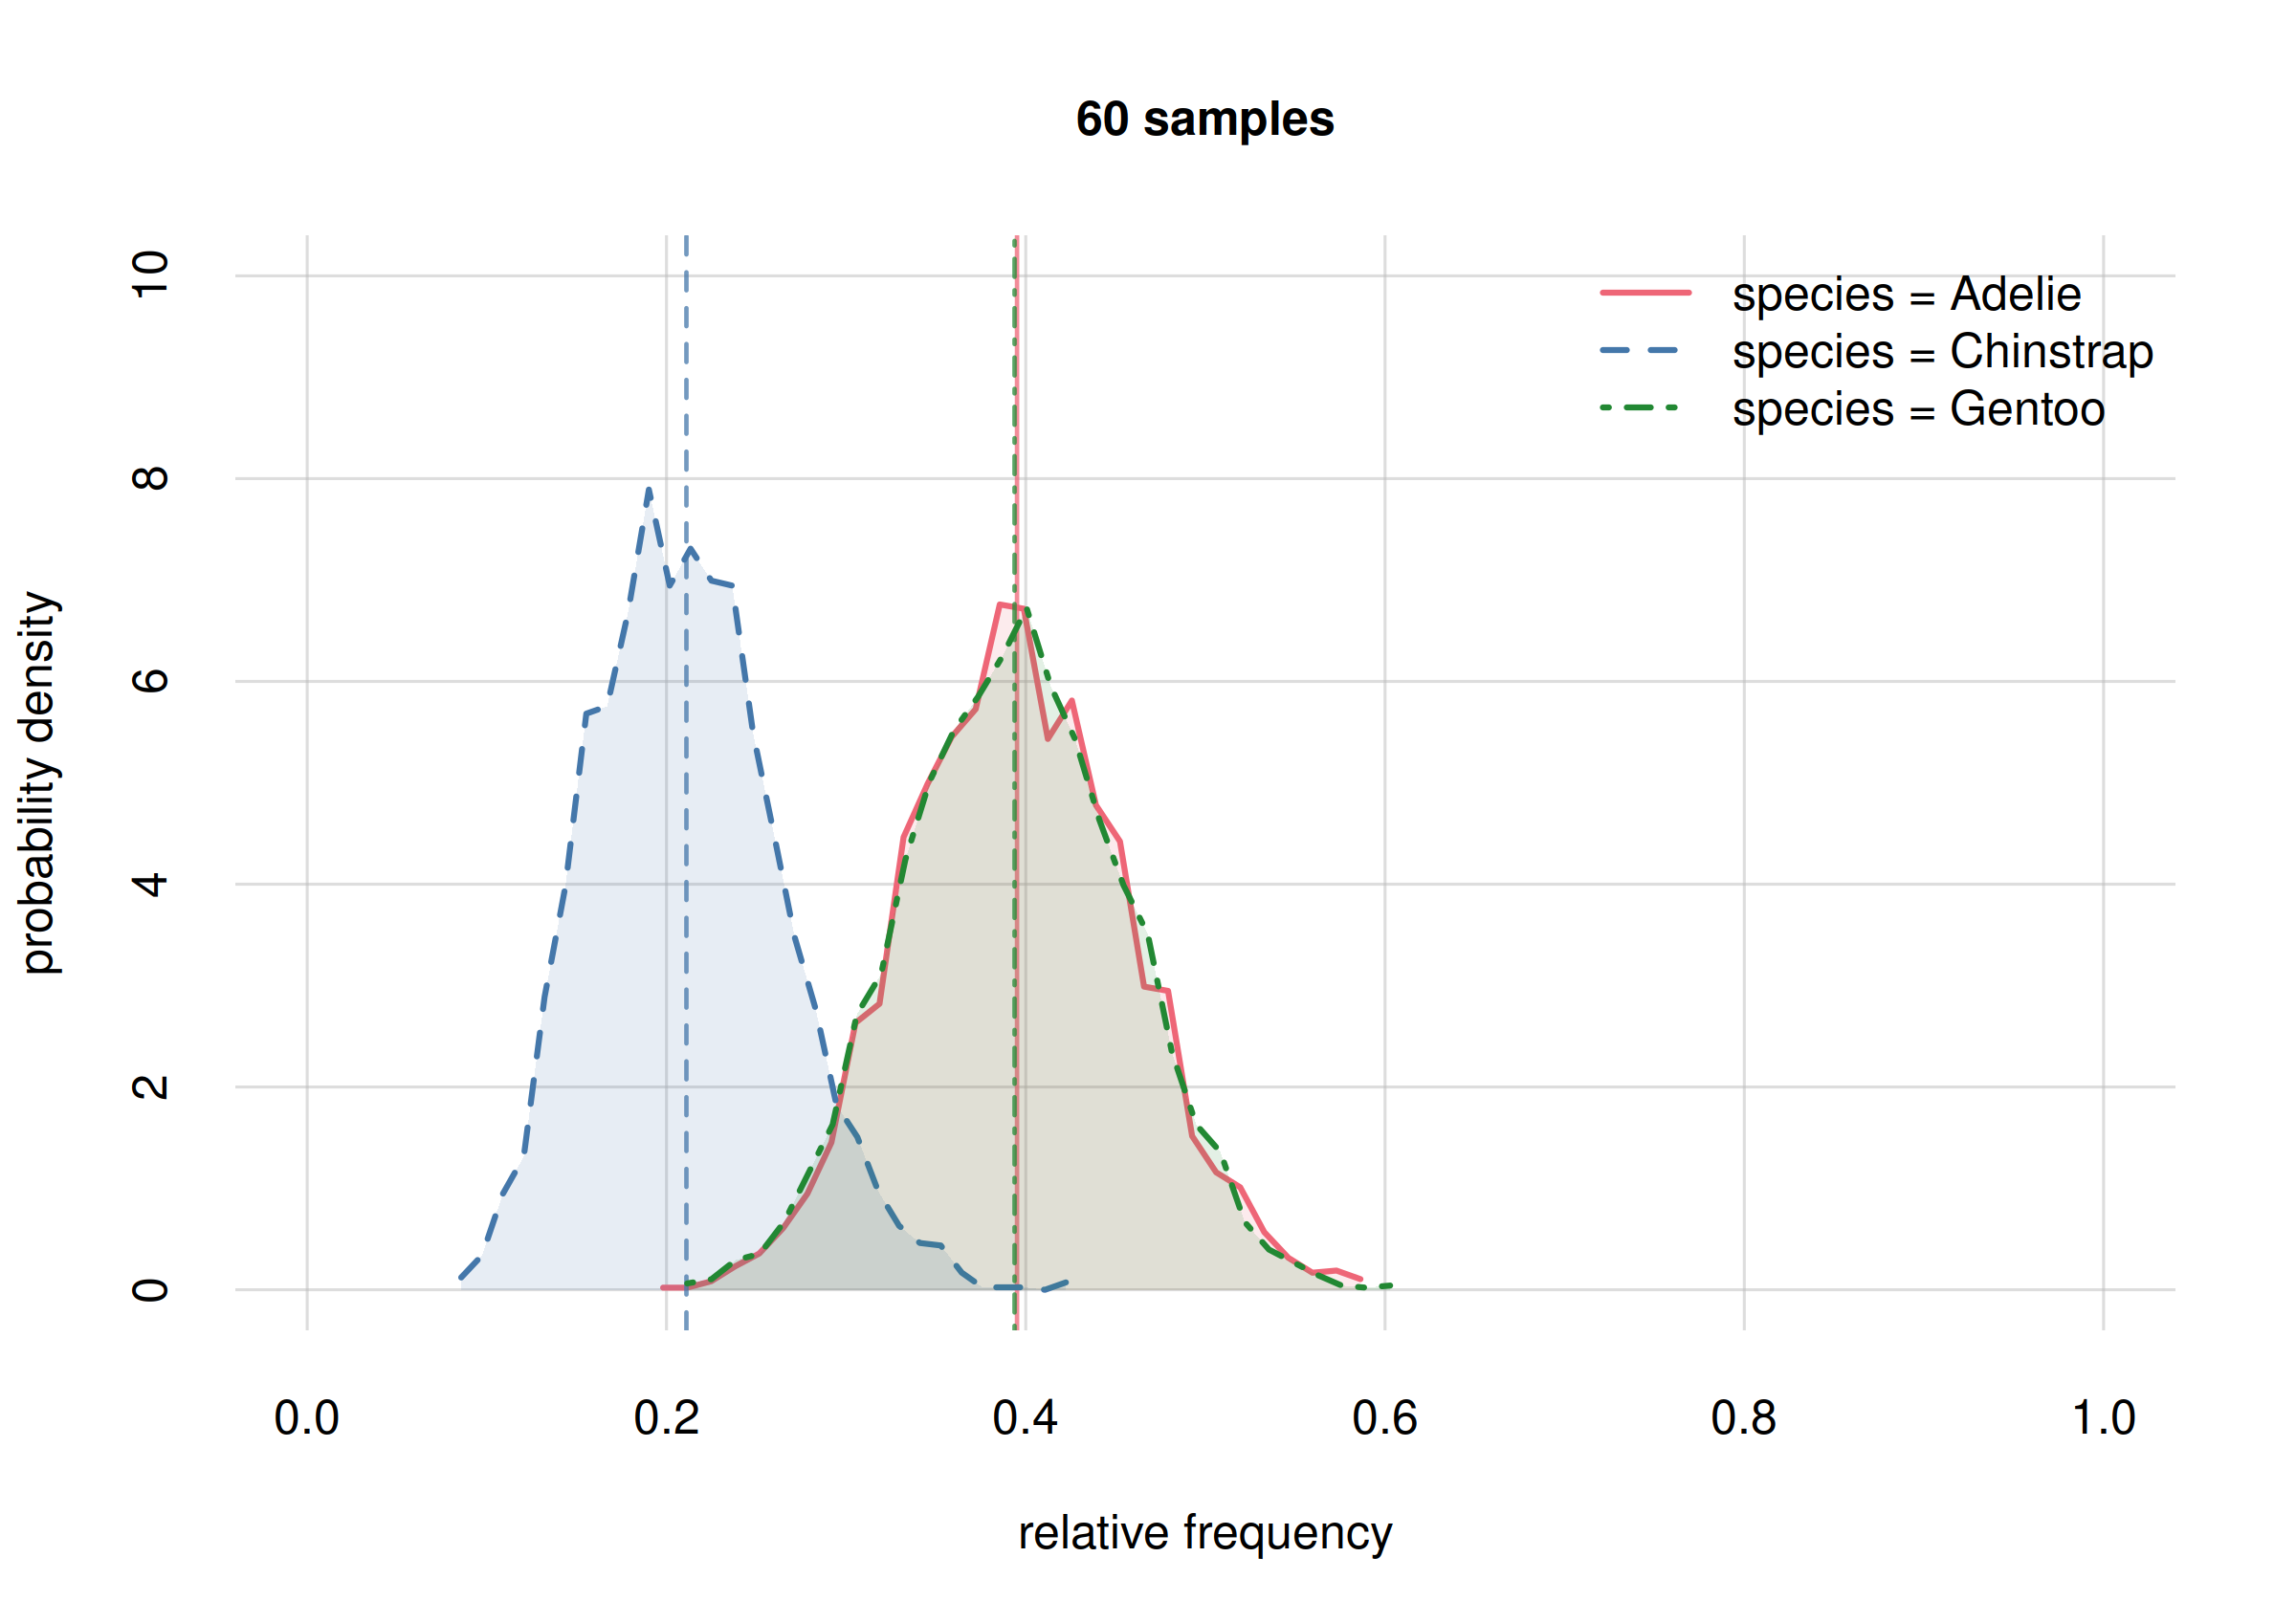 60 samples
10
8
6
4
2
0
probability density
species = Adelie
species = Chinstrap
species = Gentoo
0.0 0.2 0.4 0.6 0.8 1.0
relative frequency